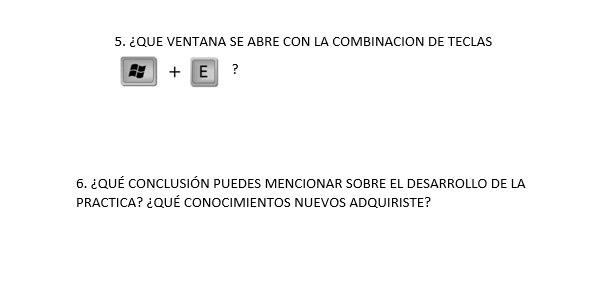 5. ¿QUE VENTANA SE ABRE CON LA COMBINACION DE TECLAS
+ E ?
6. ¿QUÉ CONCLUSIÓN PUEDES MENCIONAR SOBRE EL DESARROLLO DE LA
PRACTICA? ¿QUÉ CONOCIMIENTOS NUEVOS ADQUIRISTE?